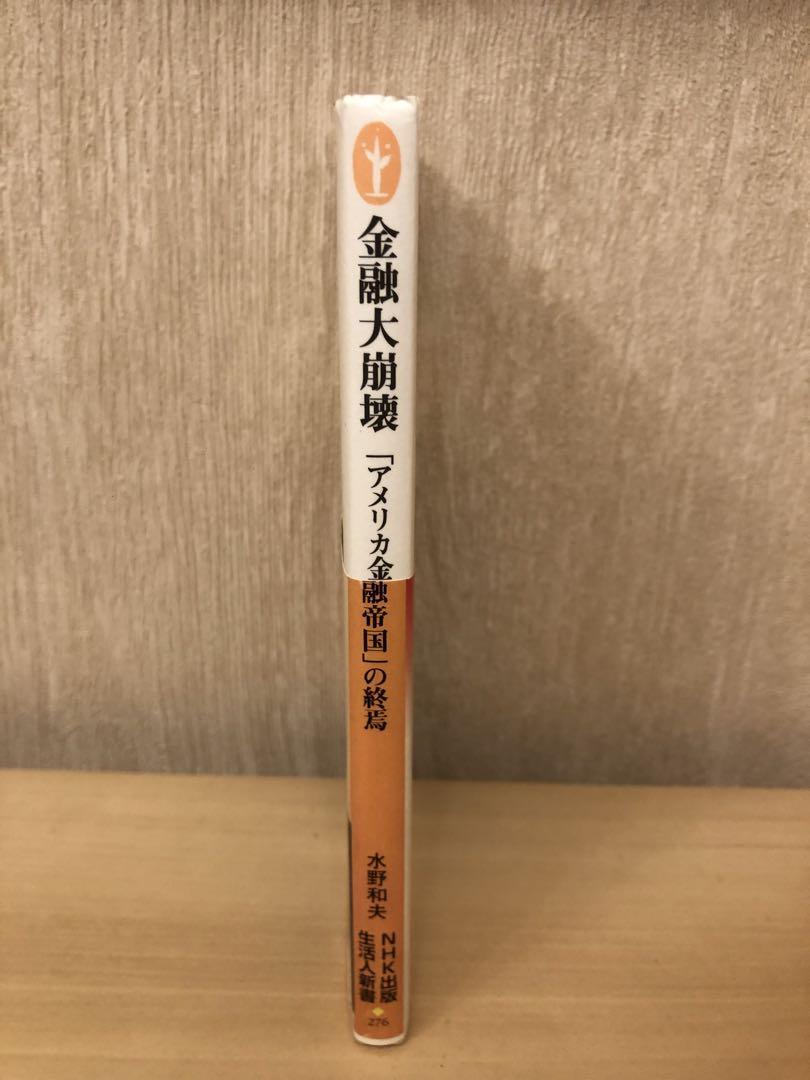 金融大崩壊
「アメリカ金融帝国」の終焉
水野和夫
NHK出版
生活人新書
276